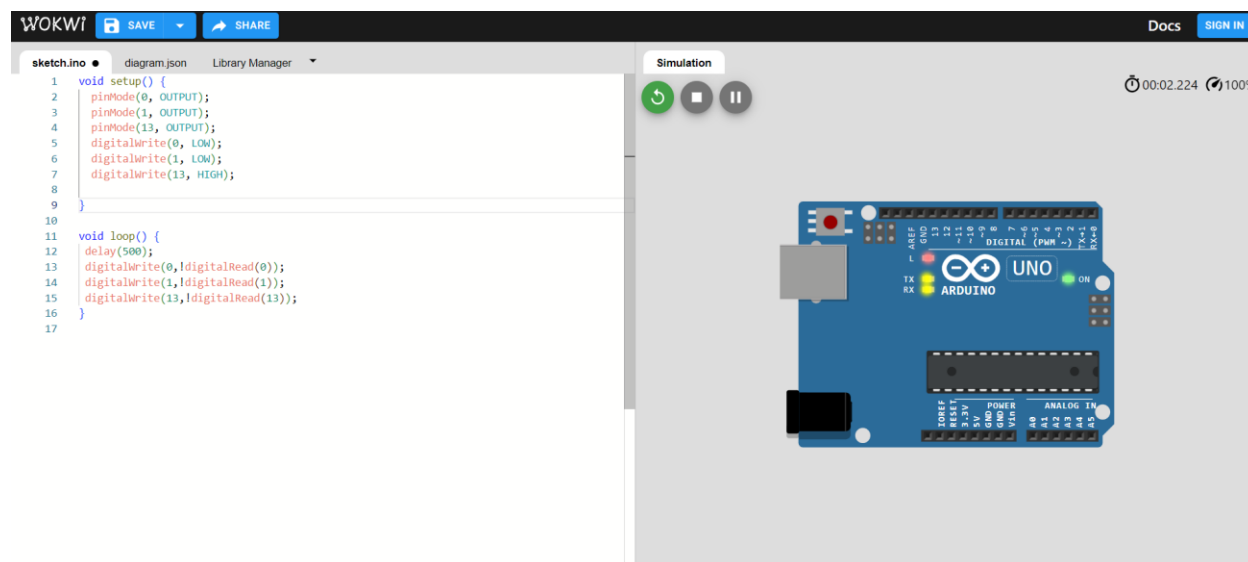 WOKWI SAVE SHARE Docs SIGN IN
sketch.ino ● diagram.json Library Manager
Simulation
00:02.224 100%
1 void setup() {
2 pinMode(0, OUTPUT);
3 pinMode(1, OUTPUT);
4 pinMode(13, OUTPUT);
5 digitalWrite(0, LOW);
6 digitalWrite(1, LOW);
7 digitalWrite(13, HIGH);
8
9 }
10
11 void loop() {
12 delay(500);
13 digitalWrite(0,!digitalRead(0));
14 digitalWrite(1,!digitalRead(1));
15 digitalWrite(13,!digitalRead(13));
16 }
17
AREF GND 13 12 ~11 ~10 ~9 8 7 ~6 ~5 4 ~3 2 TX→1 RX←0
DIGITAL (PWM ~)
L
TX
RX
UNO
ON
ARDUINO
IOREF RESET 3.3V 5V GND GND Vin
POWER
ANALOG IN
A0 A1 A2 A3 A4 A5